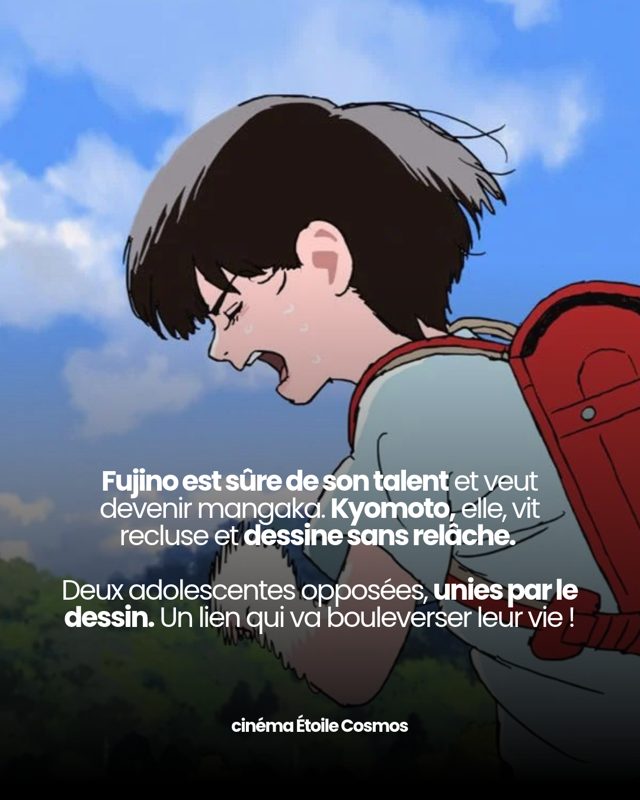 Fujino est sûre de son talent et veut
devenir mangaka. Kyomoto, elle, vit
recluse et dessine sans relâche.
Deux adolescentes opposées, unies par le
dessin. Un lien qui va bouleverser leur vie !
cinéma Étoile Cosmos